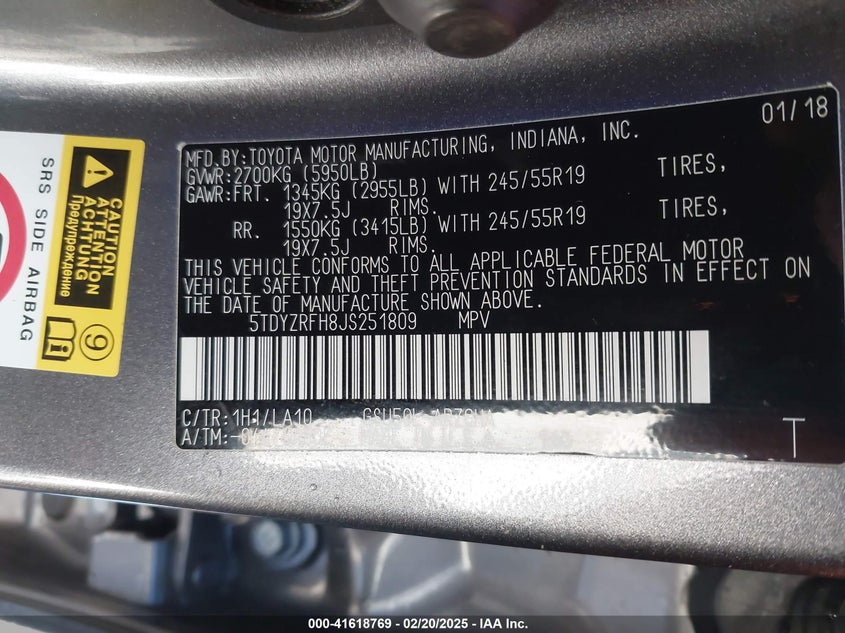 01/18
MFD.BY:TOYOTA MOTOR MANUFACTURING, INDIANA, INC.
GVWR:2700KG (5950LB)
GAWR:FRT. 1345KG (2955LB) WITH 245/55R19 TIRES,
19X7.5J RIMS.
RR. 1550KG (3415LB) WITH 245/55R19 TIRES,
19X7.5J RIMS.
THIS VEHICLE CONFORMS TO ALL APPLICABLE FEDERAL MOTOR
VEHICLE SAFETY AND THEFT PREVENTION STANDARDS IN EFFECT ON
THE DATE OF MANUFACTURE SHOWN ABOVE.
5TDYZRFH8JS251809 MPV
C/TR:1H1/LA10
A/TM:
T
SRS SIDE AIRBAG
CAUTION
ATTENTION
ACHTUNG
Предупреждение
9
000-41618769 — 02/20/2025 — IAA Inc.